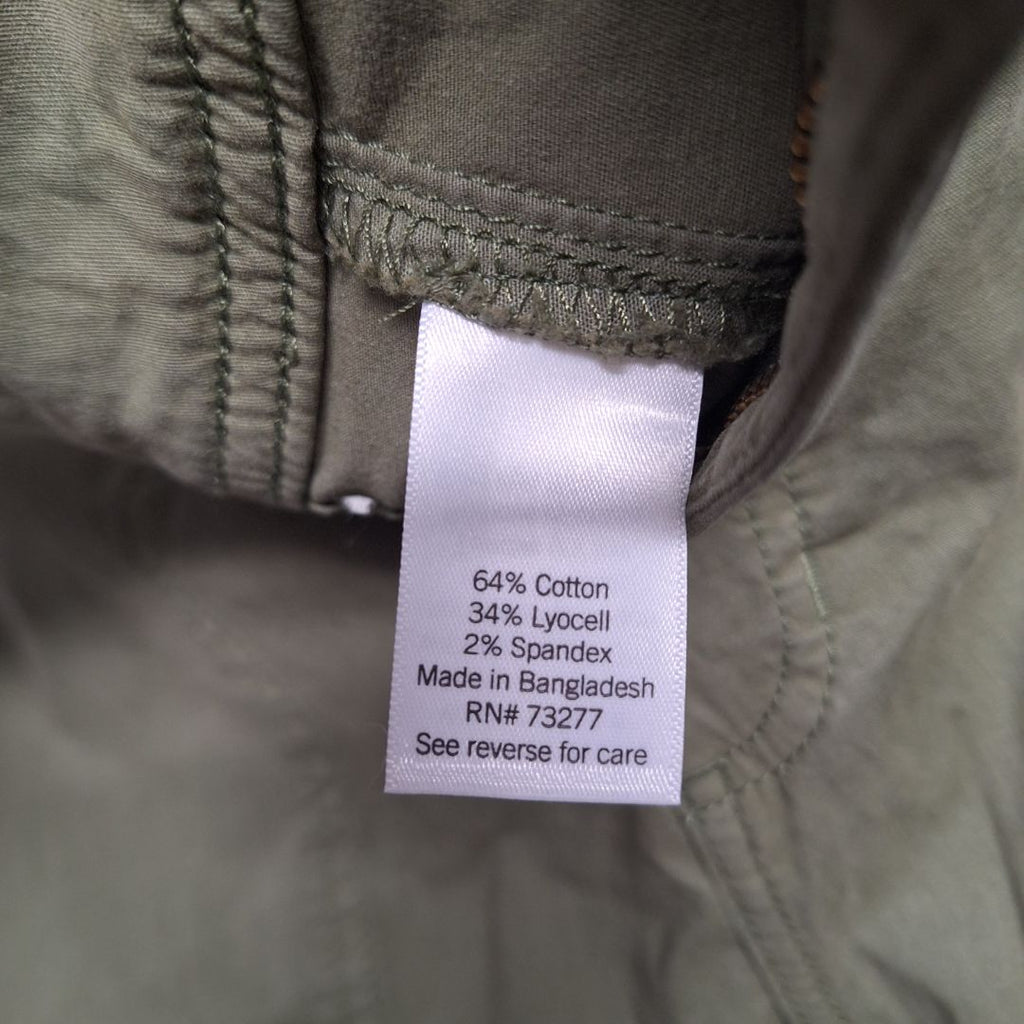 64% Cotton
34% Lyocell
2% Spandex
Made in Bangladesh
RN# 73277
See reverse for care